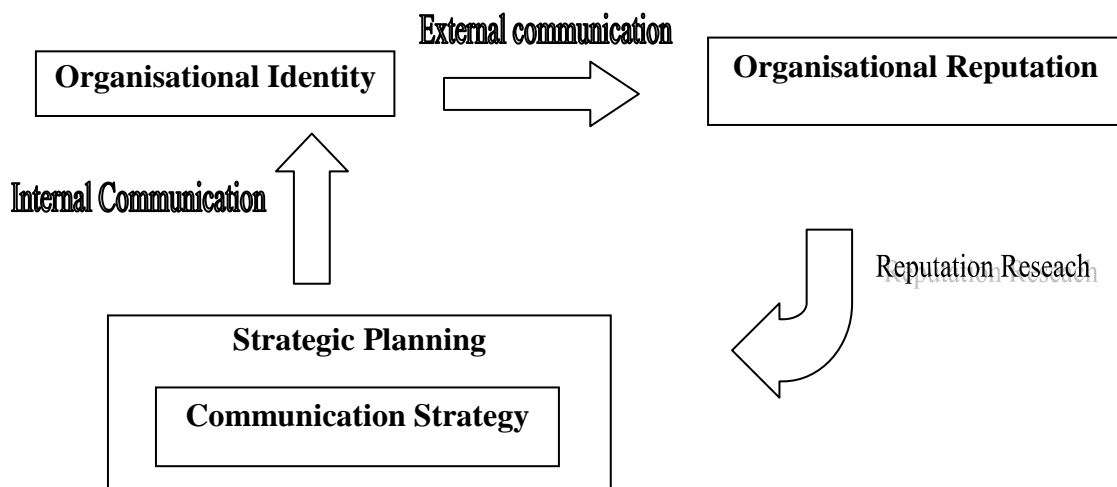 External communication
Organisational Identity
Organisational Reputation
Internal Communication
Reputation Reseach
Strategic Planning
Communication Strategy